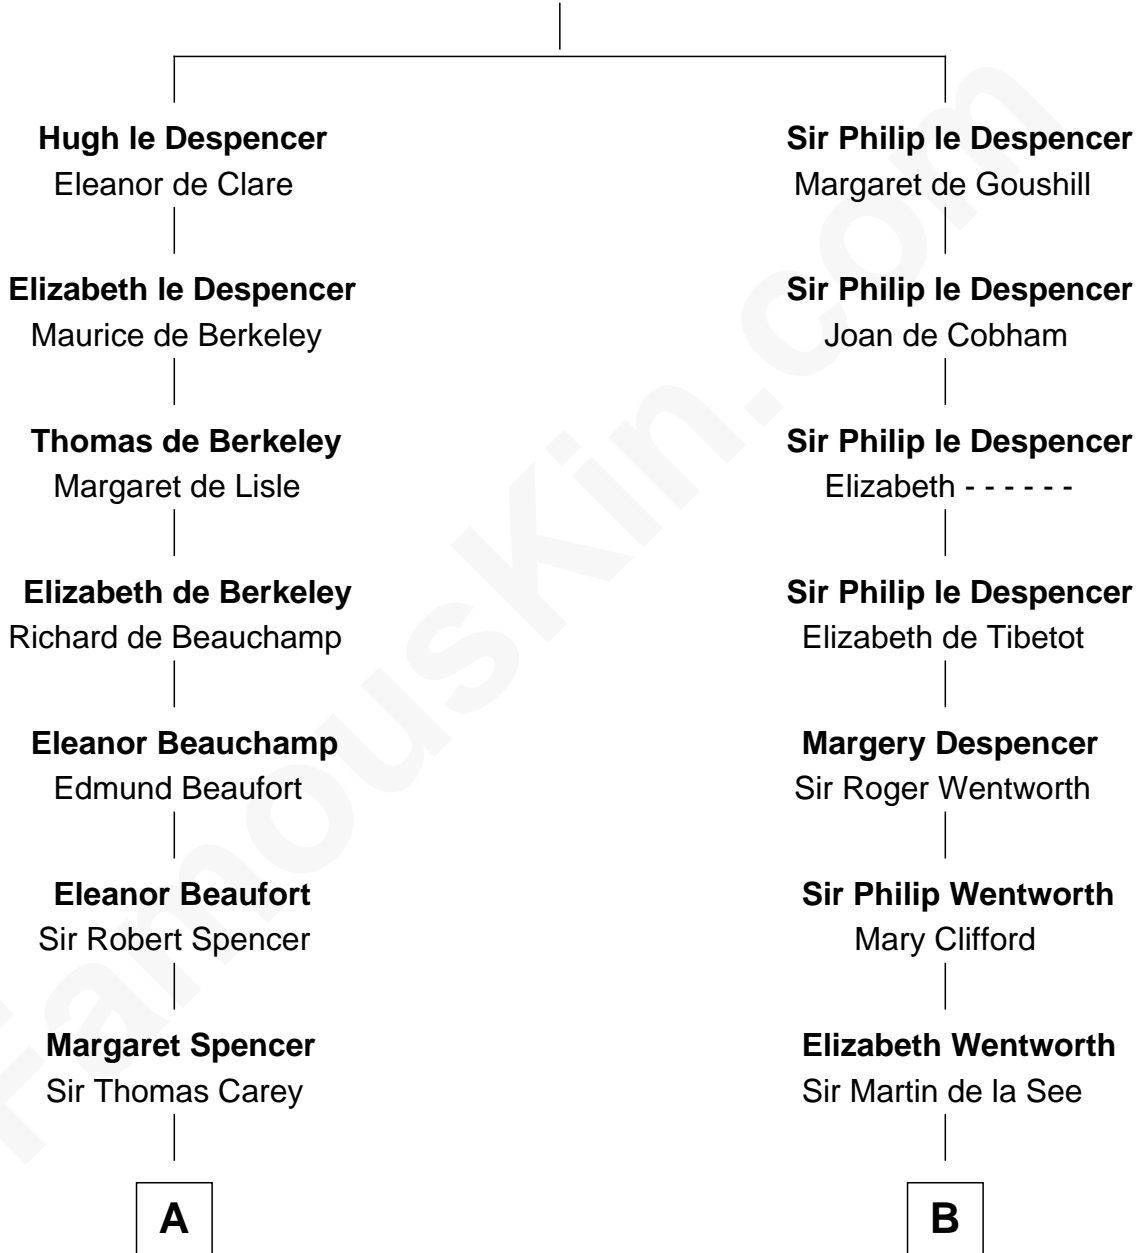 Hugh le Despencer
Eleanor de Clare
Elizabeth le Despencer
Maurice de Berkeley
Thomas de Berkeley
Margaret de Lisle
Elizabeth de Berkeley
Richard de Beauchamp
Eleanor Beauchamp
Edmund Beaufort
Eleanor Beaufort
Sir Robert Spencer
Margaret Spencer
Sir Thomas Carey
A
Sir Philip le Despencer
Margaret de Goushill
Sir Philip le Despencer
Joan de Cobham
Sir Philip le Despencer
Elizabeth - - - - - -
Sir Philip le Despencer
Elizabeth de Tibetot
Margery Despencer
Sir Roger Wentworth
Sir Philip Wentworth
Mary Clifford
Elizabeth Wentworth
Sir Martin de la See
B
FamousKin.com